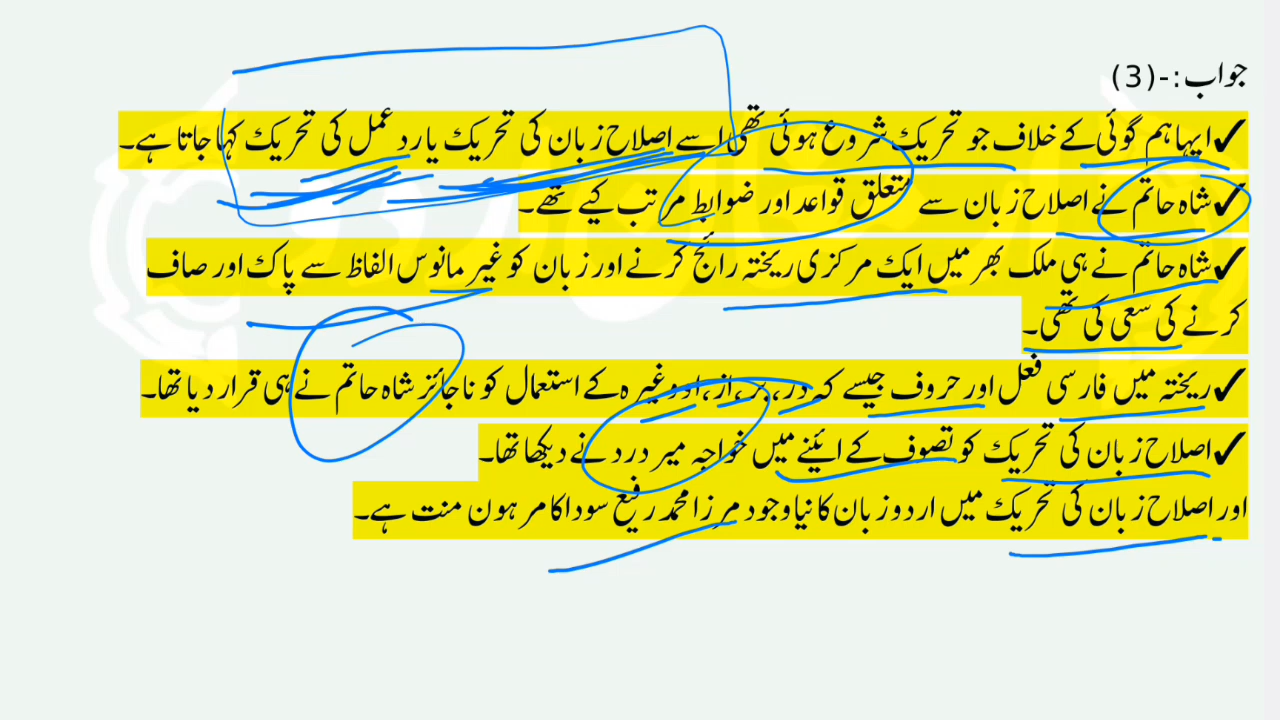 جواب:-(3)
✓ایہام گوئی کے خلاف جو تحریک شروع ہوئی تھی اسے اصلاح زبان کی تحریک یا رد عمل کی تحریک کہا جاتا ہے۔
✓شاہ حاتم نے اصلاح زبان سے متعلق قواعد اور ضوابط مرتب کیے تھے۔
✓شاہ حاتم نے ہی ملک بھر میں ایک مرکزی ریختہ رائج کرنے اور زبان کو غیر مانوس الفاظ سے پاک اور صاف
کرنے کی سعی کی تھی۔
✓ریختہ میں فارسی فعل اور حروف جیسے کہ در، بر، از، او وغیرہ کے استعمال کو ناجائز شاہ حاتم نے ہی قرار دیا تھا۔
✓اصلاح زبان کی تحریک کو تصوف کے ائینے میں خواجہ میر درد نے دیکھا تھا۔
اور اصلاح زبان کی تحریک میں اردو زبان کا نیا وجود مرزا محمد رفیع سودا کا مرہون منت ہے۔